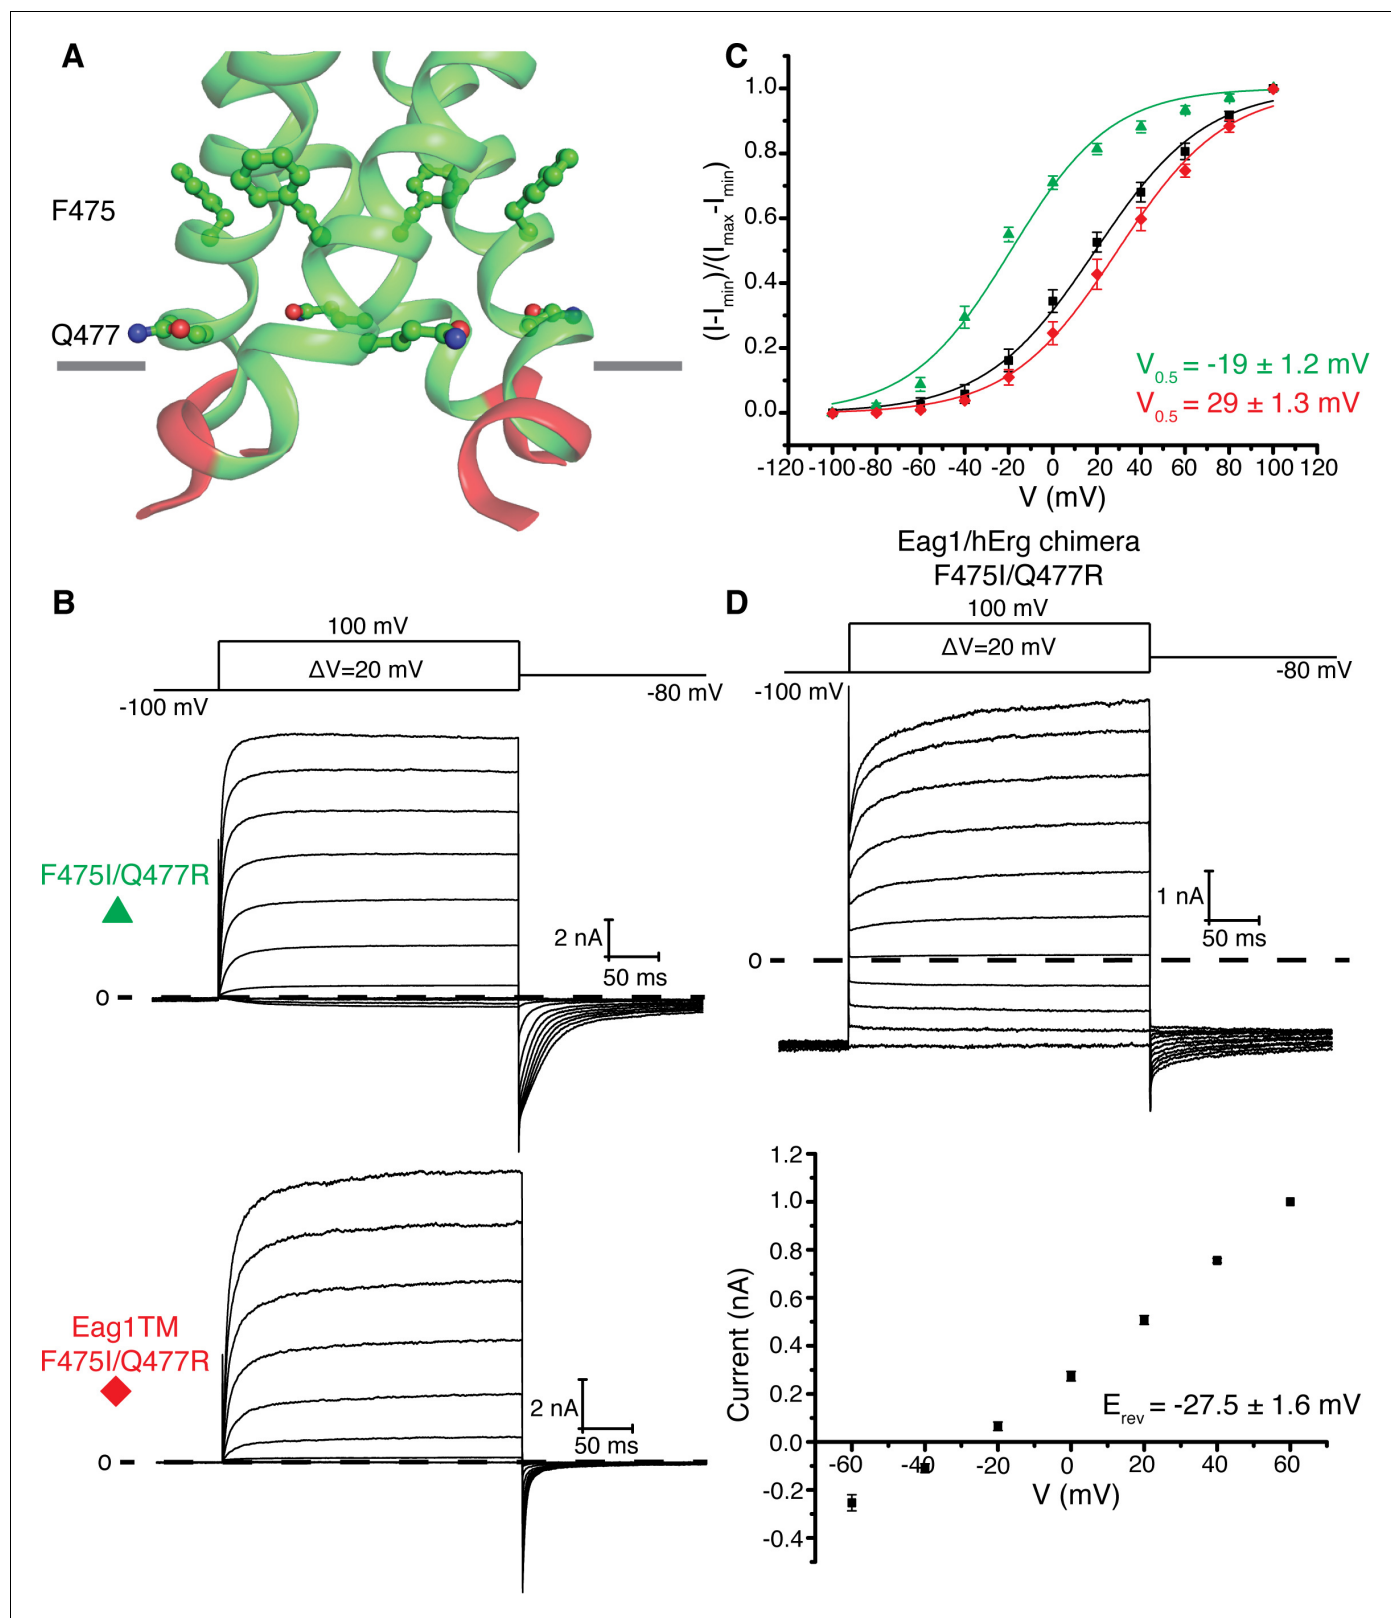 A
F475
Q477
C
(I-Imin)/(Imax-Imin)
1.0
0.8
0.6
0.4
0.2
0.0
V0.5 = -19 ± 1.2 mV
V0.5 = 29 ± 1.3 mV
-120 -100 -80 -60 -40 -20 0 20 40 60 80 100 120
V (mV)
B
100 mV
ΔV=20 mV
-100 mV
-80 mV
F475I/Q477R
2 nA
50 ms
0
Eag1TM
F475I/Q477R
2 nA
50 ms
0
Eag1/hErg chimera
F475I/Q477R
D
100 mV
ΔV=20 mV
-100 mV
-80 mV
1 nA
50 ms
0
Current (nA)
1.2
1.0
0.8
0.6
0.4
0.2
0.0
-0.2
-0.4
Erev = -27.5 ± 1.6 mV
-60 -40 -20 0 20 40 60
V (mV)